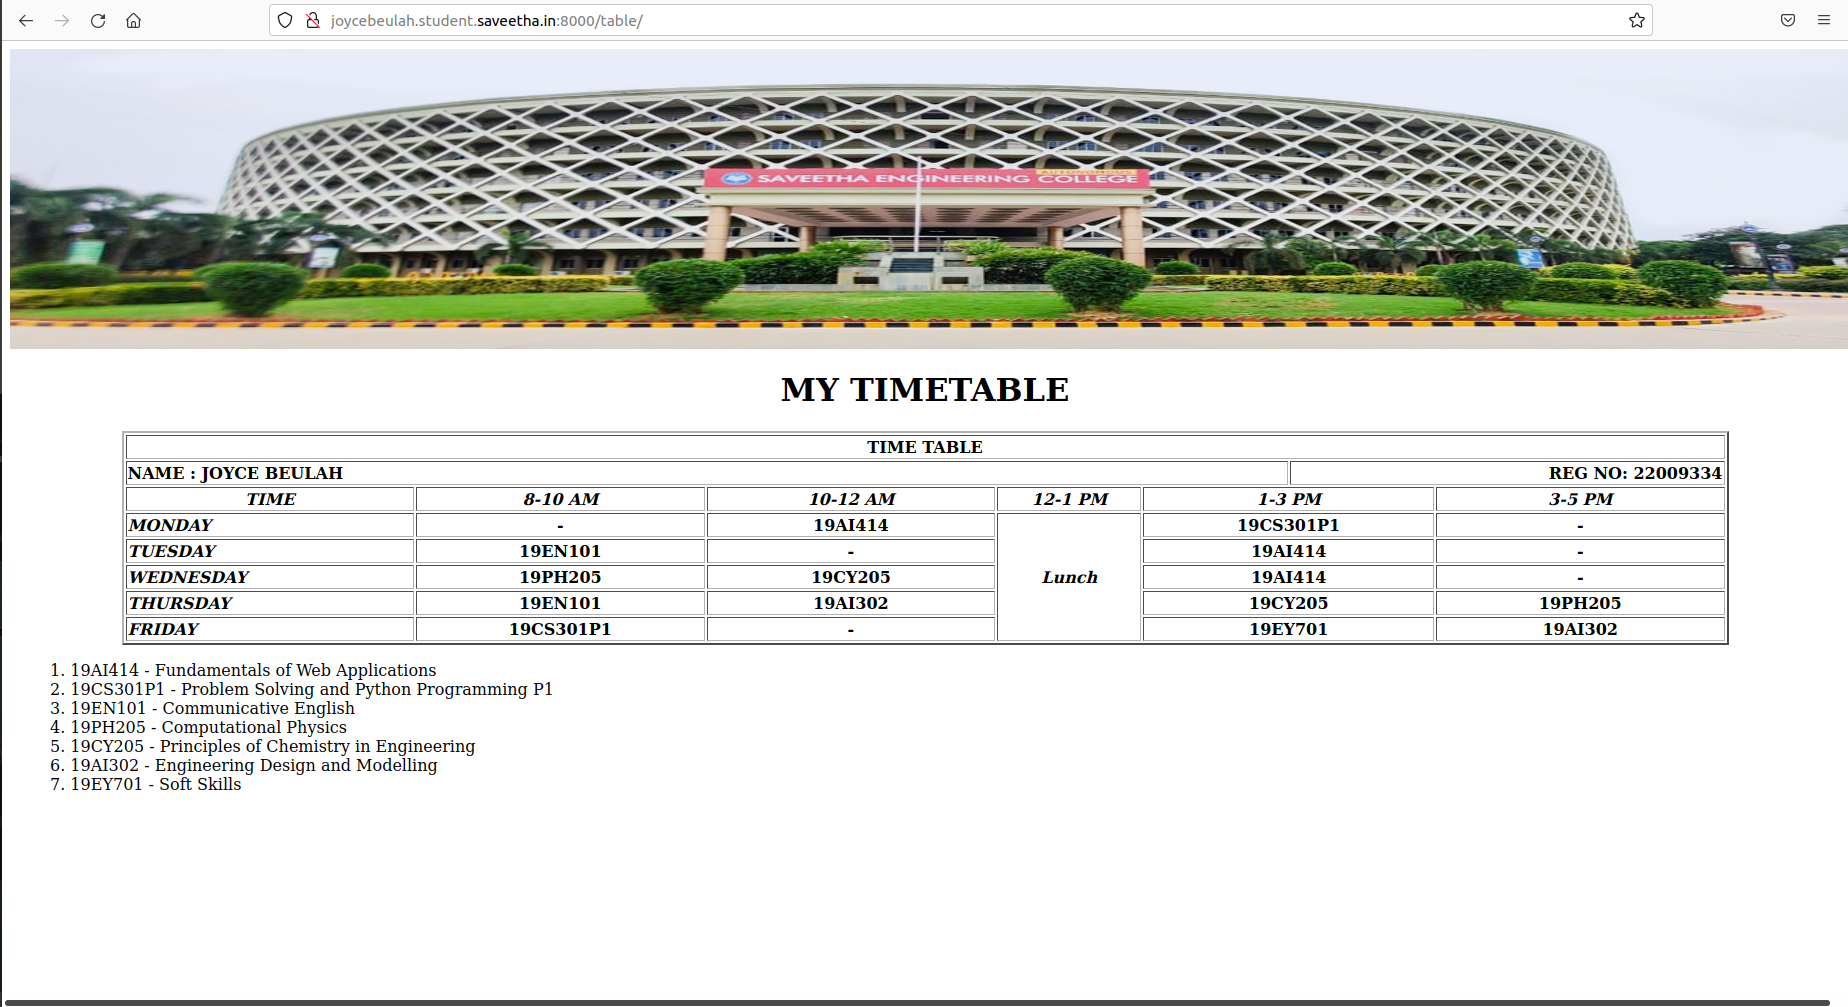 joycebeulah.student.saveetha.in:8000/table/
AUTONOMOUS
SAVEETHA ENGINEERING COLLEGE
MY TIMETABLE
TIME TABLE
NAME : JOYCE BEULAH REG NO: 22009334
TIME 8-10 AM 10-12 AM 12-1 PM 1-3 PM 3-5 PM
MONDAY - 19AI414 19CS301P1 -
TUESDAY 19EN101 - 19AI414 -
WEDNESDAY 19PH205 19CY205 Lunch 19AI414 -
THURSDAY 19EN101 19AI302 19CY205 19PH205
FRIDAY 19CS301P1 - 19EY701 19AI302
1. 19AI414 - Fundamentals of Web Applications
2. 19CS301P1 - Problem Solving and Python Programming P1
3. 19EN101 - Communicative English
4. 19PH205 - Computational Physics
5. 19CY205 - Principles of Chemistry in Engineering
6. 19AI302 - Engineering Design and Modelling
7. 19EY701 - Soft Skills